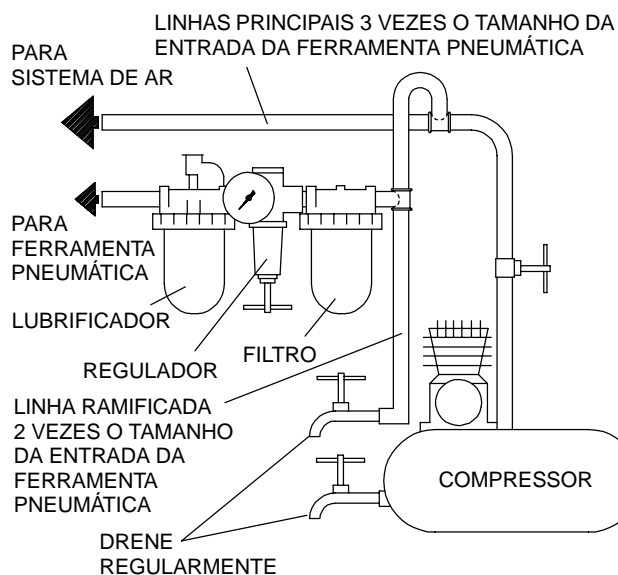 LINHAS PRINCIPAIS 3 VEZES O TAMANHO DA
ENTRADA DA FERRAMENTA PNEUMÁTICA
PARA
SISTEMA DE AR
PARA
FERRAMENTA
PNEUMÁTICA
LUBRIFICADOR
REGULADOR
FILTRO
LINHA RAMIFICADA
2 VEZES O TAMANHO
DA ENTRADA DA
FERRAMENTA
PNEUMÁTICA
COMPRESSOR
DRENE
REGULARMENTE